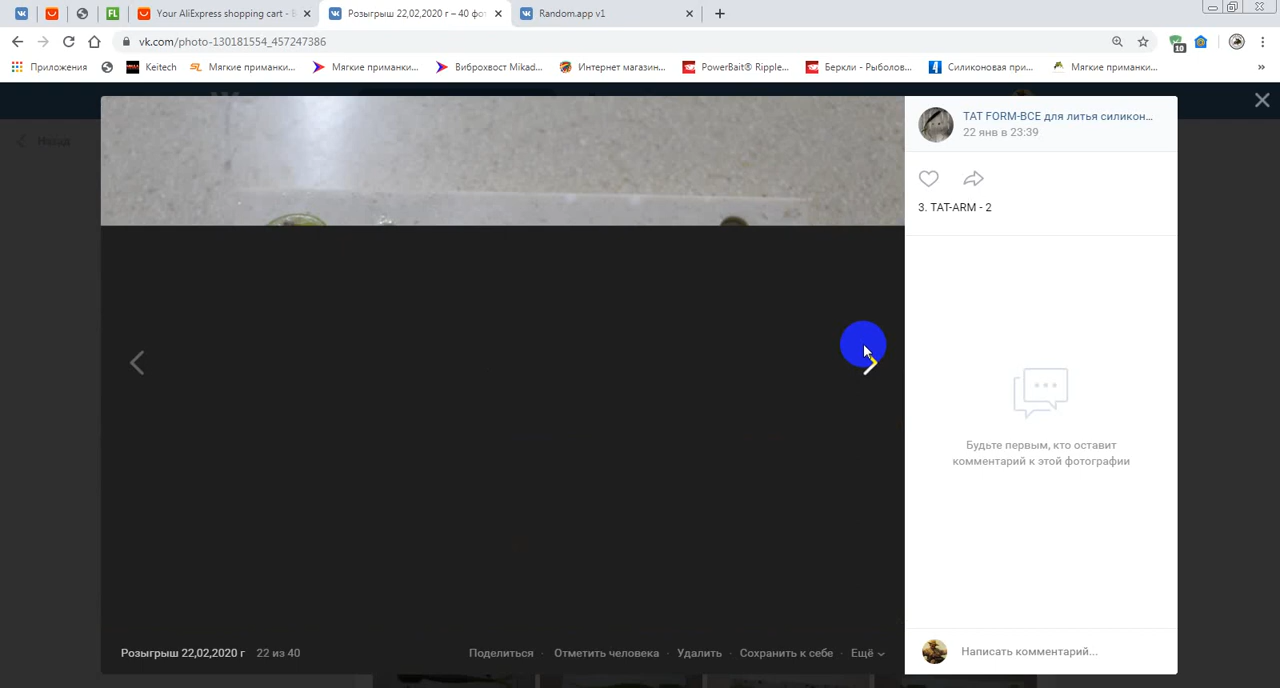 Your AliExpress shopping cart - B
Розыгрыш 22,02,2020 г – 40 фот
Random.app v1
vk.com/photo-130181554_457247386
10
Приложения
Keitech
Мягкие приманки...
Мягкие приманки...
Виброхвост Mikad...
Интернет магазин...
PowerBait® Ripple...
Беркли - Рыболов...
Силиконовая при...
Мягкие приманки...
»
Назад
TAT FORM-ВСЕ для литья силикон...
22 янв в 23:39
3. TAT-ARM - 2
Будьте первым, кто оставит
комментарий к этой фотографии
Розыгрыш 22,02,2020 г 22 из 40
Поделиться · Отметить человека · Удалить · Сохранить к себе · Ещё
Написать комментарий...